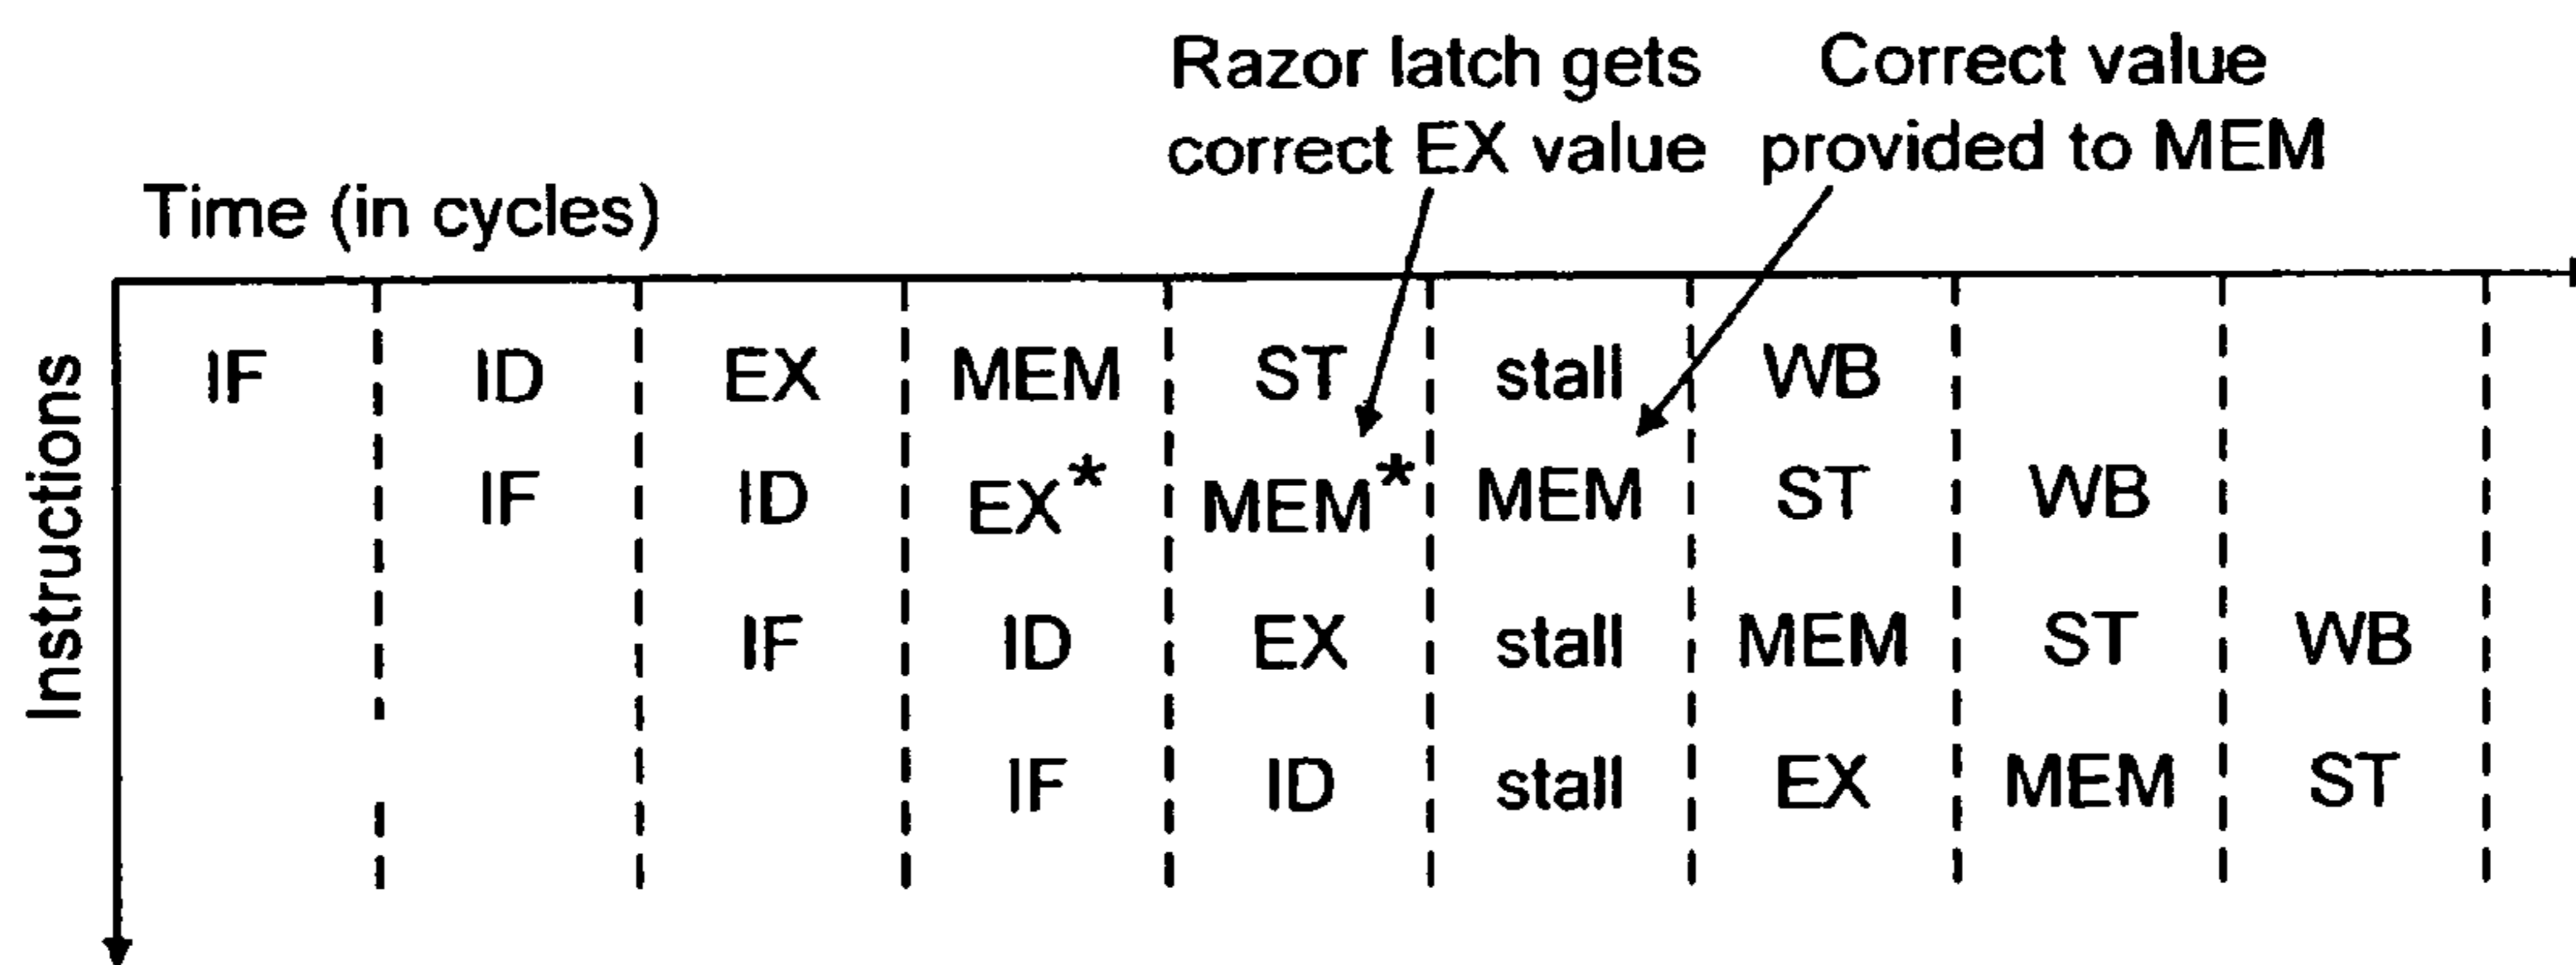 Razor latch gets Correct value
correct EX value provided to MEM
Time (in cycles)
Instructions
IF ID EX MEM ST stall WB
IF ID EX* MEM* MEM ST WB
IF ID EX stall MEM ST WB
IF ID stall EX MEM ST